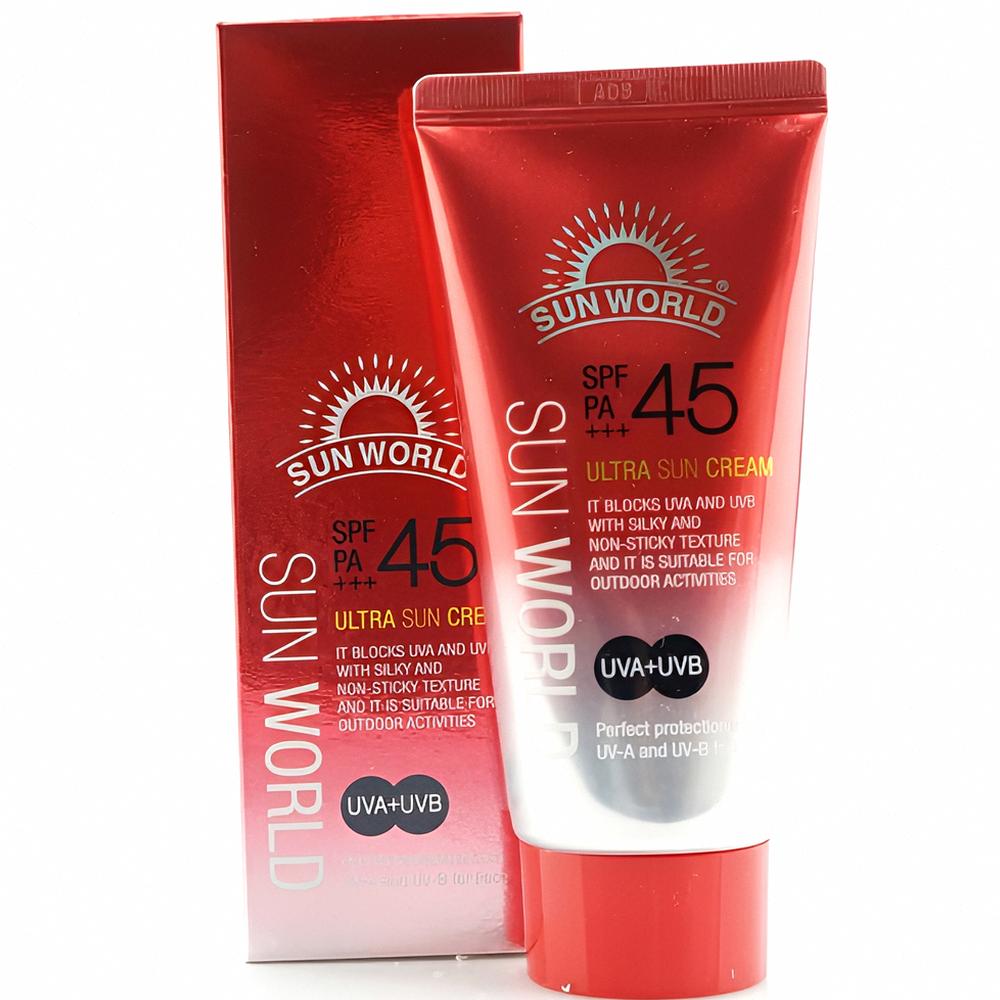 SUN WORLD
SPF
PA
+++
45
ULTRA SUN CRE
IT BLOCKS UVA AND UV
WITH SILKY AND
NON-STICKY TEXTURE
AND IT IS SUITABLE FOR
OUTDOOR ACTIVITIES
UVA+UVB
UV-B for Face
SUN WORLD
SUN WORLD
®
SPF
PA
+++
45
ULTRA SUN CREAM
IT BLOCKS UVA AND UVB
WITH SILKY AND
NON-STICKY TEXTURE
AND IT IS SUITABLE FOR
OUTDOOR ACTIVITIES
UVA+UVB
Perfect protection
UV-A and UV-B
SUN WORLD